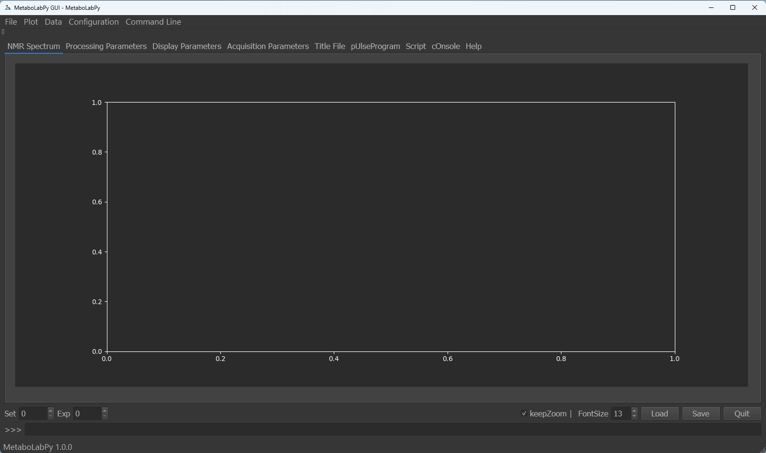 MetaboLabPy GUI - MetaboLabPy
File Plot Data Configuration Command Line
NMR Spectrum Processing Parameters Display Parameters Acquisition Parameters Title File pUlseProgram Script cOnsole Help
1.0
0.8
0.6
0.4
0.2
0.0
0.0 0.2 0.4 0.6 0.8 1.0
Set 0 Exp 0 keepZoom | FontSize 13 Load Save Quit
>>>
MetaboLabPy 1.0.0